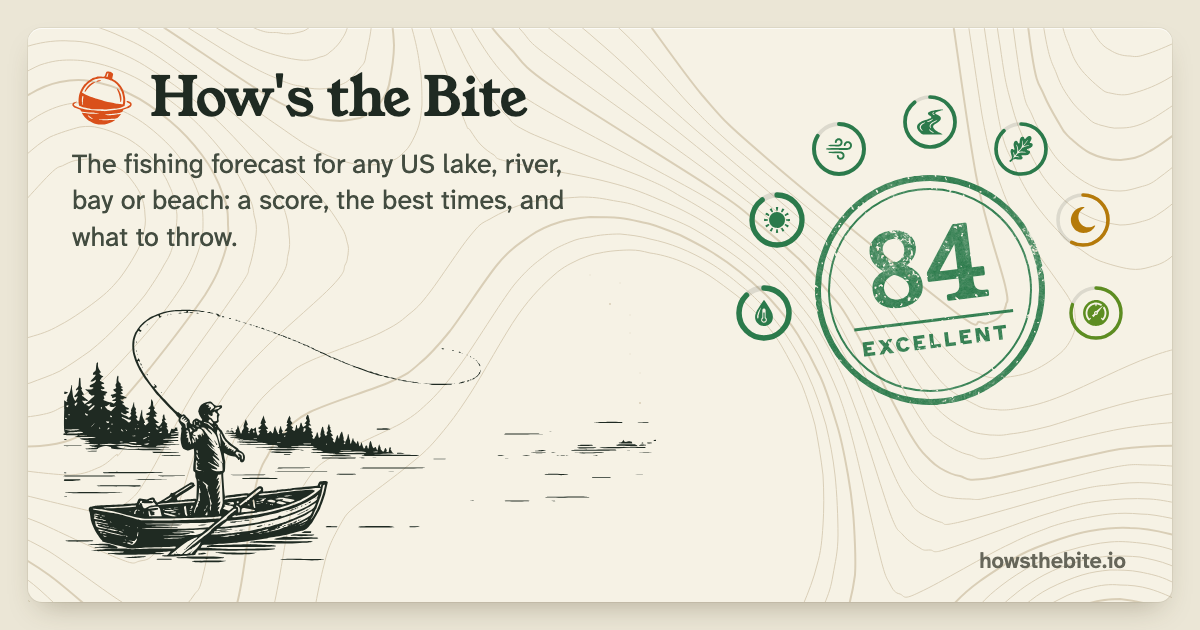 How's the Bite
The fishing forecast for any US lake, river,
bay or beach: a score, the best times, and
what to throw.
84
EXCELLENT
howsthebite.io